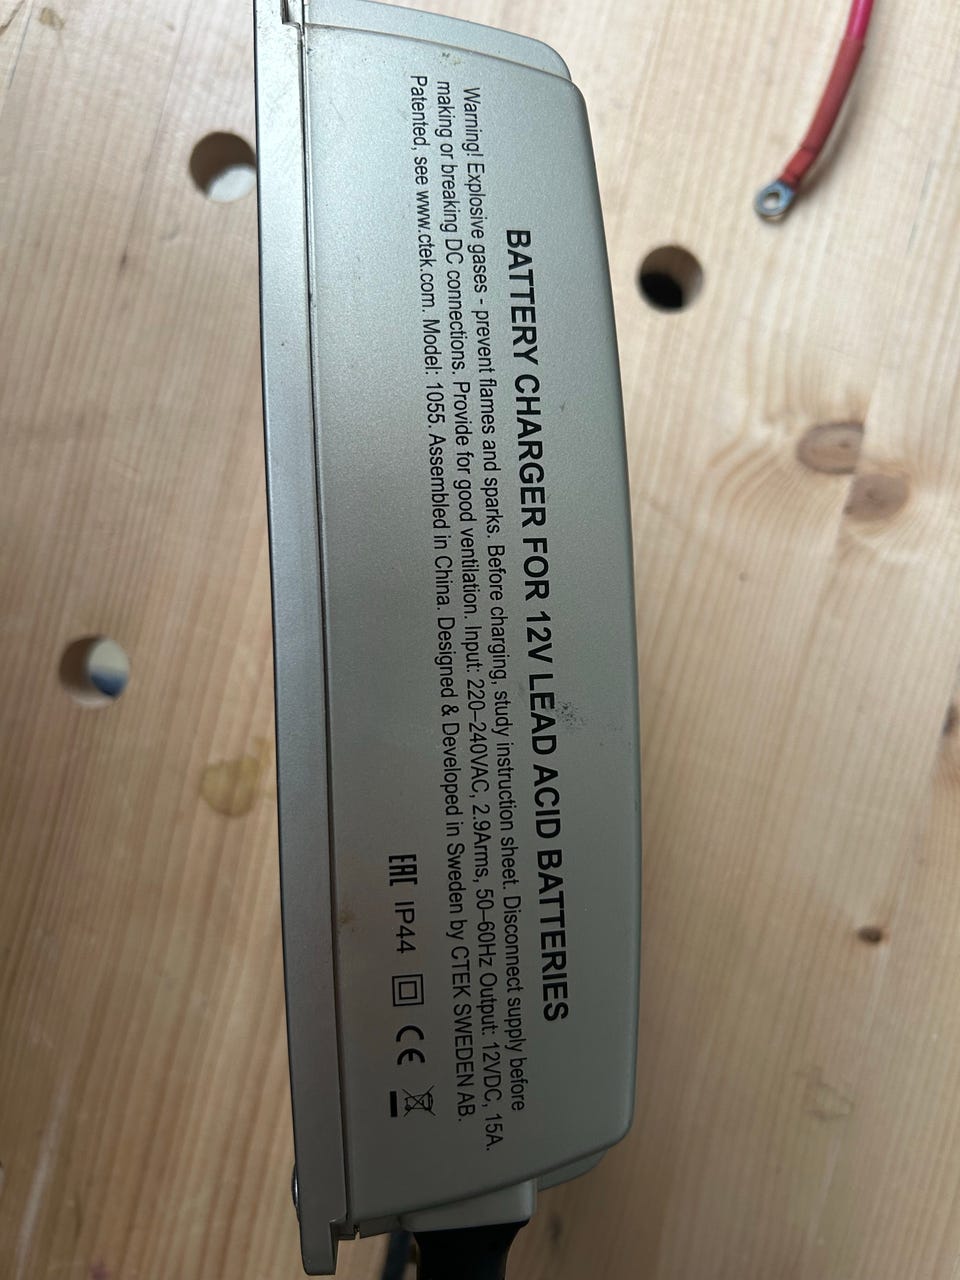 BATTERY CHARGER FOR 12V LEAD ACID BATTERIES
Warning! Explosive gases - prevent flames and sparks. Before charging, study instruction sheet. Disconnect supply before
making or breaking DC connections. Provide for good ventilation. Input: 220–240VAC, 2.9Arms, 50–60Hz Output: 12VDC, 15A.
Patented, see www.ctek.com. Model: 1055. Assembled in China. Designed & Developed in Sweden by CTEK SWEDEN AB.
EAC IP44 CE